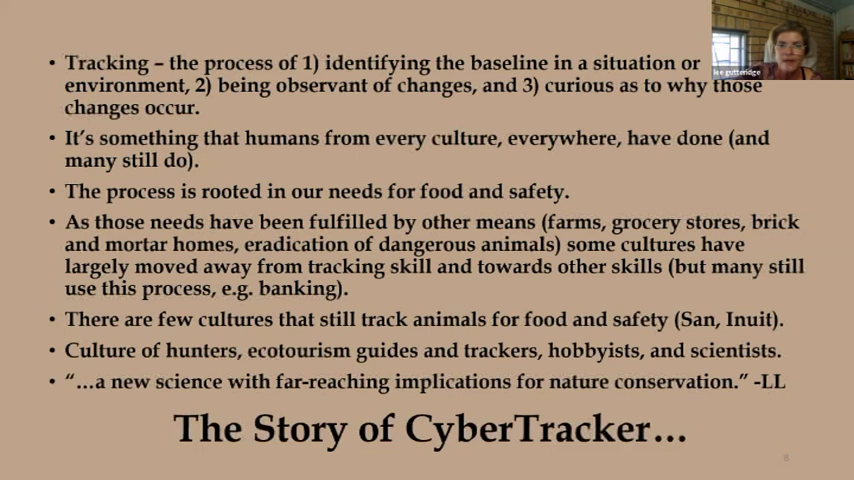 • Tracking – the process of 1) identifying the baseline in a situation or
environment, 2) being observant of changes, and 3) curious as to why those
changes occur.
• It's something that humans from every culture, everywhere, have done (and
many still do).
• The process is rooted in our needs for food and safety.
• As those needs have been fulfilled by other means (farms, grocery stores, brick
and mortar homes, eradication of dangerous animals) some cultures have
largely moved away from tracking skill and towards other skills (but many still
use this process, e.g. banking).
• There are few cultures that still track animals for food and safety (San, Inuit).
• Culture of hunters, ecotourism guides and trackers, hobbyists, and scientists.
• “…a new science with far-reaching implications for nature conservation.” -LL
The Story of CyberTracker…
lee gutteridge
8